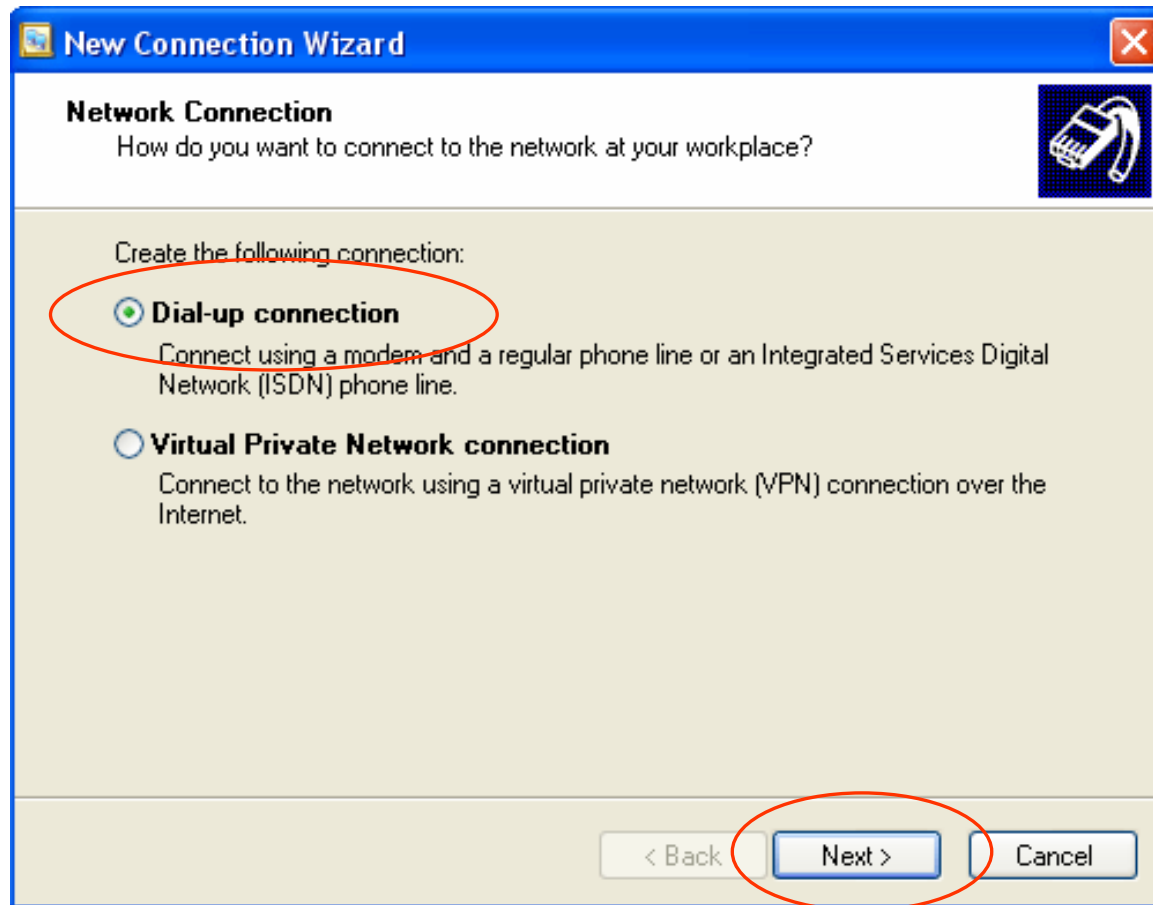 New Connection Wizard
Network Connection
How do you want to connect to the network at your workplace?
Create the following connection:
Dial-up connection
Connect using a modem and a regular phone line or an Integrated Services Digital
Network (ISDN) phone line.
Virtual Private Network connection
Connect to the network using a virtual private network (VPN) connection over the
Internet.
< Back
Next >
Cancel